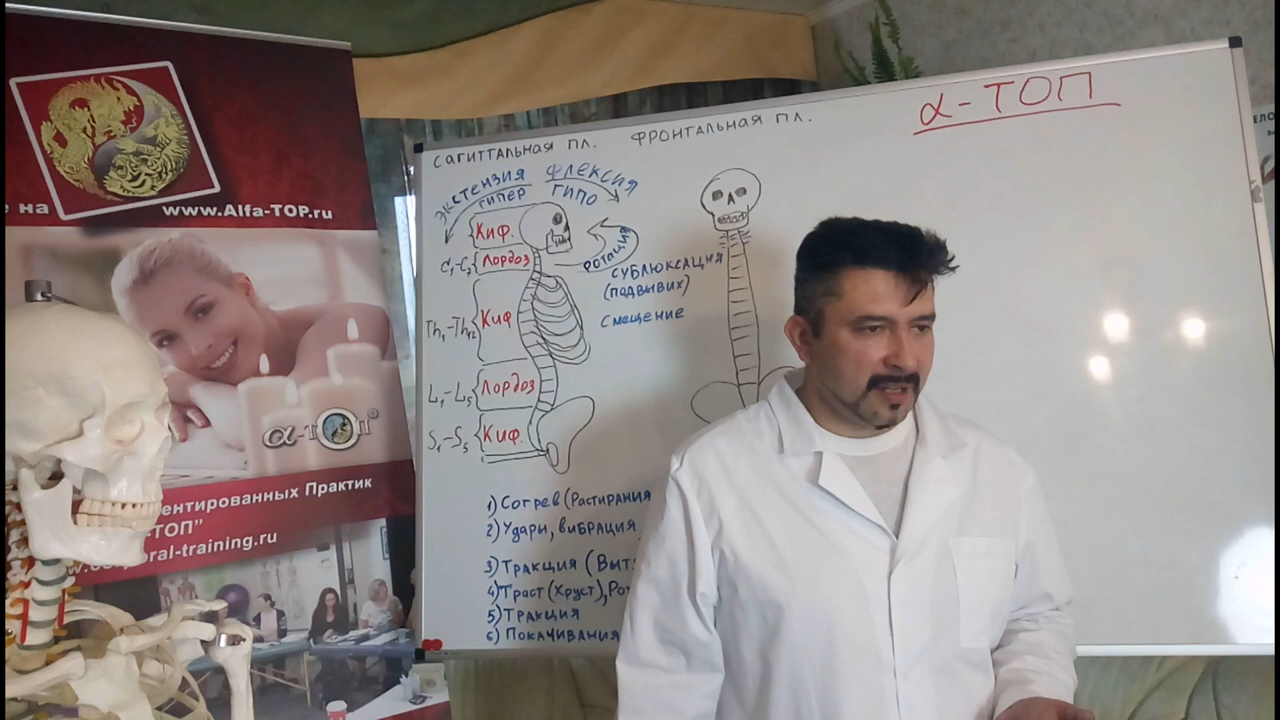 е на
www.Alfa-TOP.ru
α-ТОП®
ентированных Практик
-ТОП"
oral-training.ru
САГИТТАЛЬНАЯ ПЛ.
ФРОНТАЛЬНАЯ ПЛ.
α-ТОП
ЭКСТЕНЗИЯ
ФЛЕКСИЯ
ГИПЕР
ГИПО
Киф.
C₁-C₇
Лордоз
РОТАЦИЯ
СУБЛЮКСАЦИЯ
(ПОДВЫВИХ)
Смещение
Th₁-Th₁₂
Киф
L₁-L₅
Лордоз
S₁-S₅
Киф.
1) Согрев (Растирания
2) Удары, вибрация,
3) Тракция (Выт
4) Траст (Хруст), Ро
5) Тракция
6) Покачивания